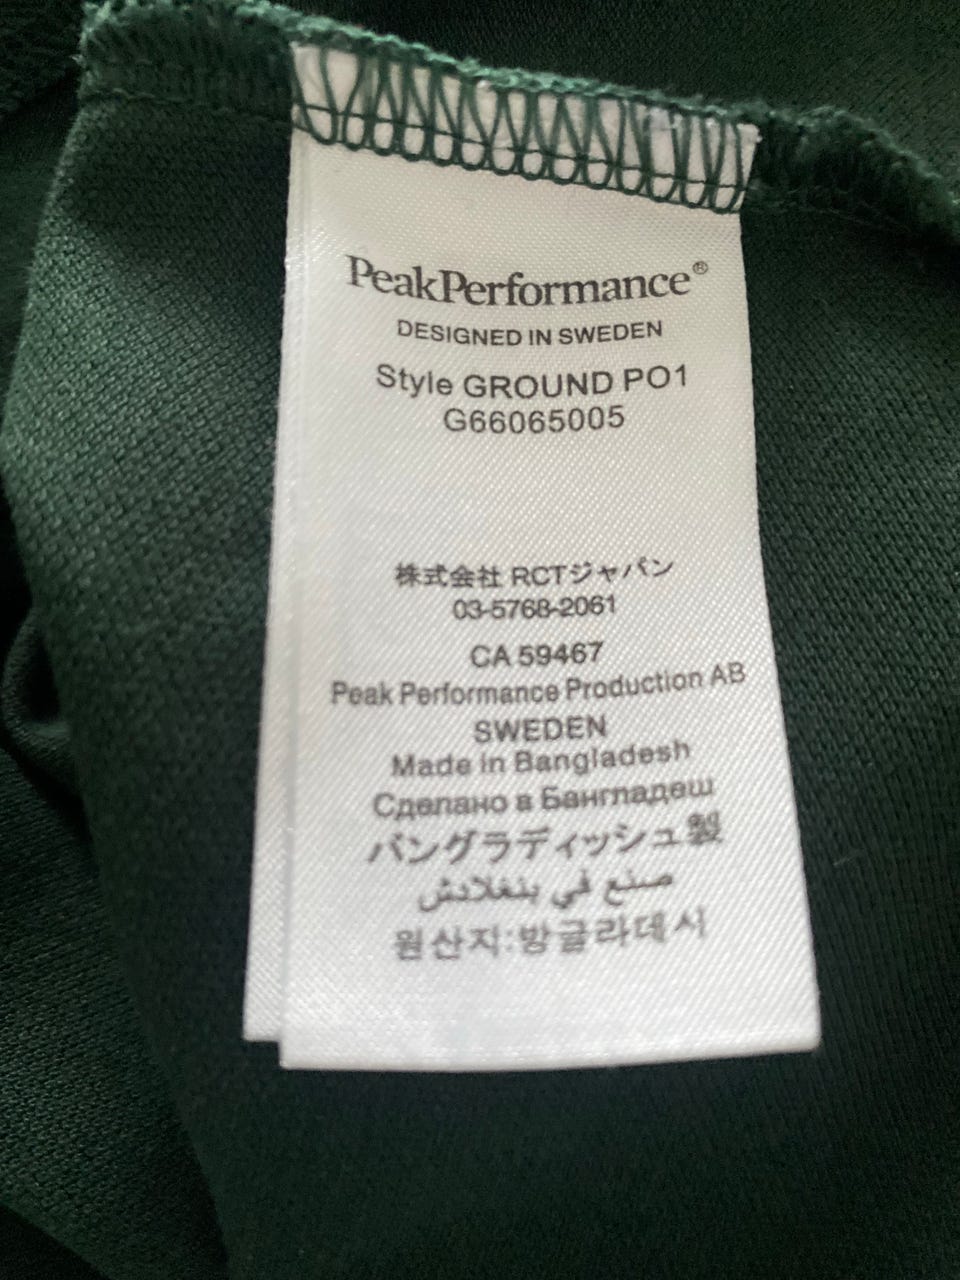 PeakPerformance®
DESIGNED IN SWEDEN
Style GROUND PO1
G66065005
株式会社 RCTジャパン
03-5768-2061
CA 59467
Peak Performance Production AB
SWEDEN
Made in Bangladesh
Сделано в Бангладеш
バングラディッシュ製
صنع في بنغلادش
원산지:방글라데시